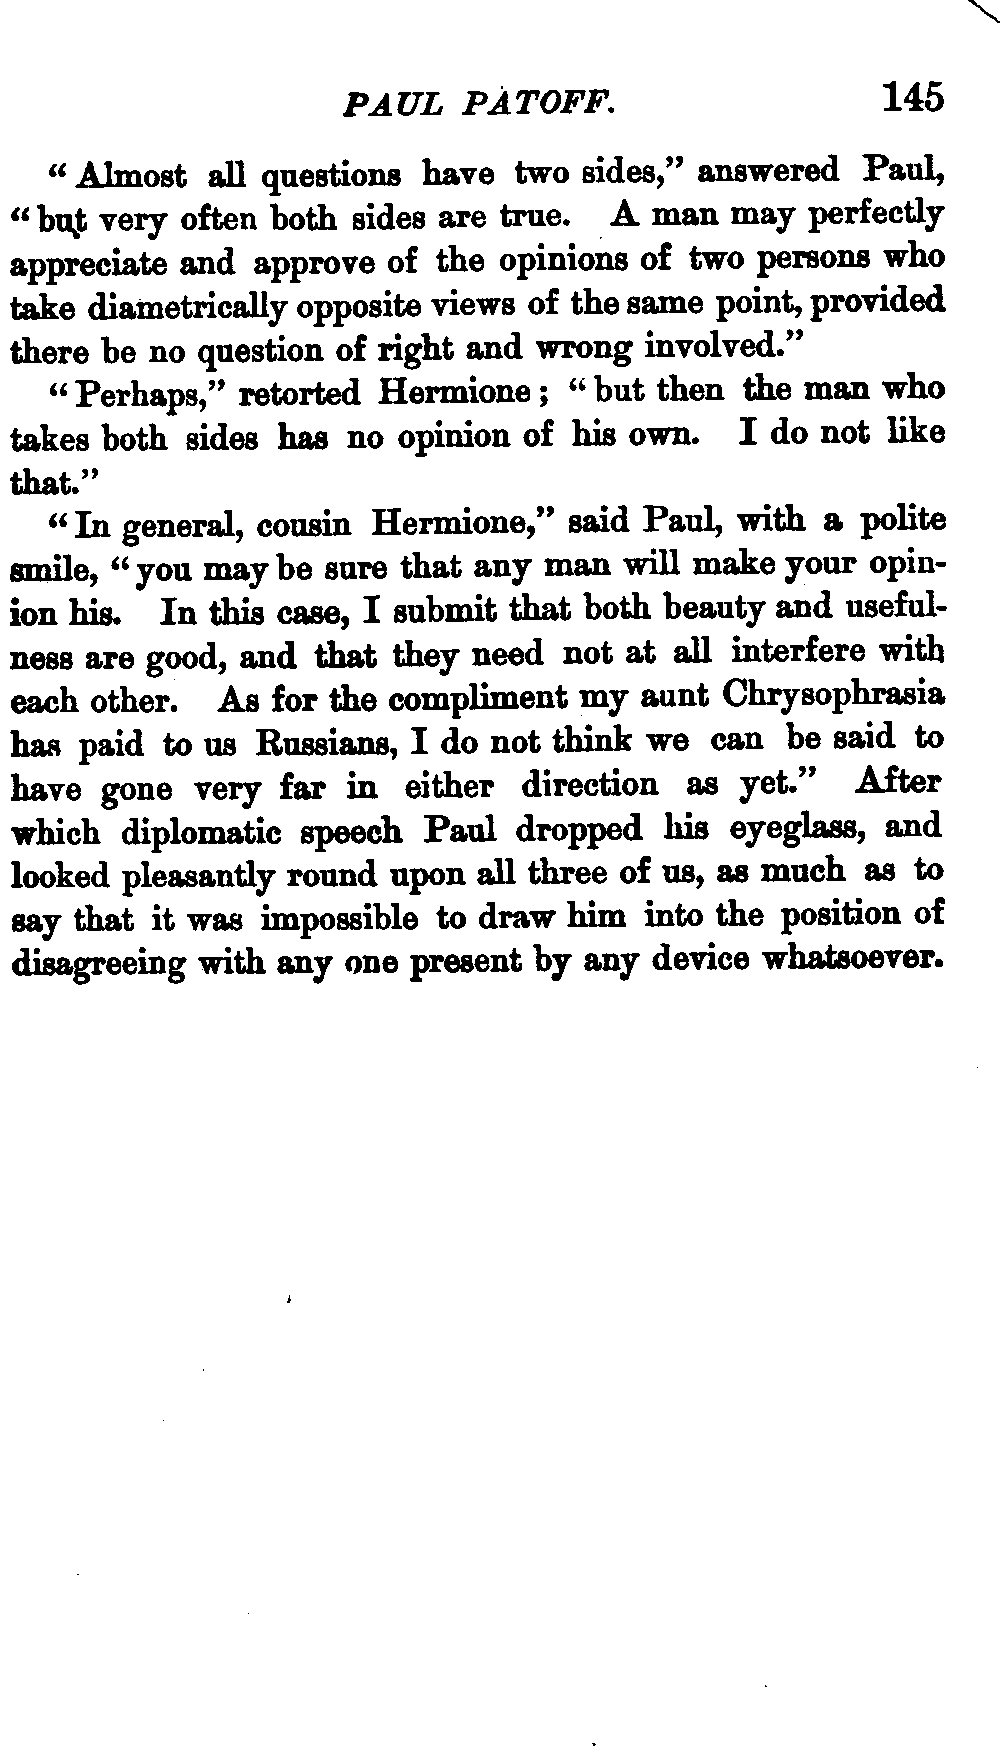 PAUL PATOFF. 145
“Almost all questions have two sides,” answered Paul,
“but very often both sides are true. A man may perfectly
appreciate and approve of the opinions of two persons who
take diametrically opposite views of the same point, provided
there be no question of right and wrong involved.”
“Perhaps,” retorted Hermione; “but then the man who
takes both sides has no opinion of his own. I do not like
that.”
“In general, cousin Hermione,” said Paul, with a polite
smile, “you may be sure that any man will make your opin-
ion his. In this case, I submit that both beauty and useful-
ness are good, and that they need not at all interfere with
each other. As for the compliment my aunt Chrysophrasia
has paid to us Russians, I do not think we can be said to
have gone very far in either direction as yet.” After
which diplomatic speech Paul dropped his eyeglass, and
looked pleasantly round upon all three of us, as much as to
say that it was impossible to draw him into the position of
disagreeing with any one present by any device whatsoever.